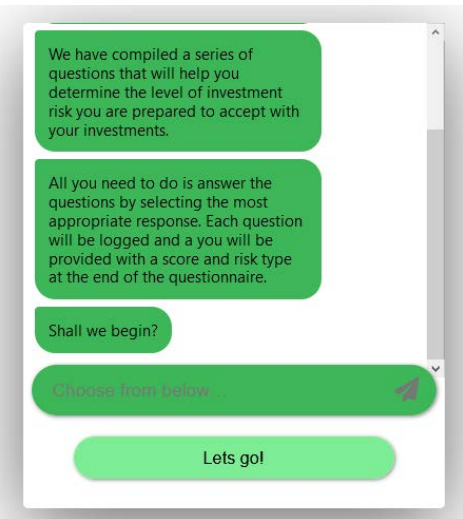 We have compiled a series of
questions that will help you
determine the level of investment
risk you are prepared to accept with
your investments.
All you need to do is answer the
questions by selecting the most
appropriate response. Each question
will be logged and a you will be
provided with a score and risk type
at the end of the questionnaire.
Shall we begin?
Choose from below ...
Lets go!